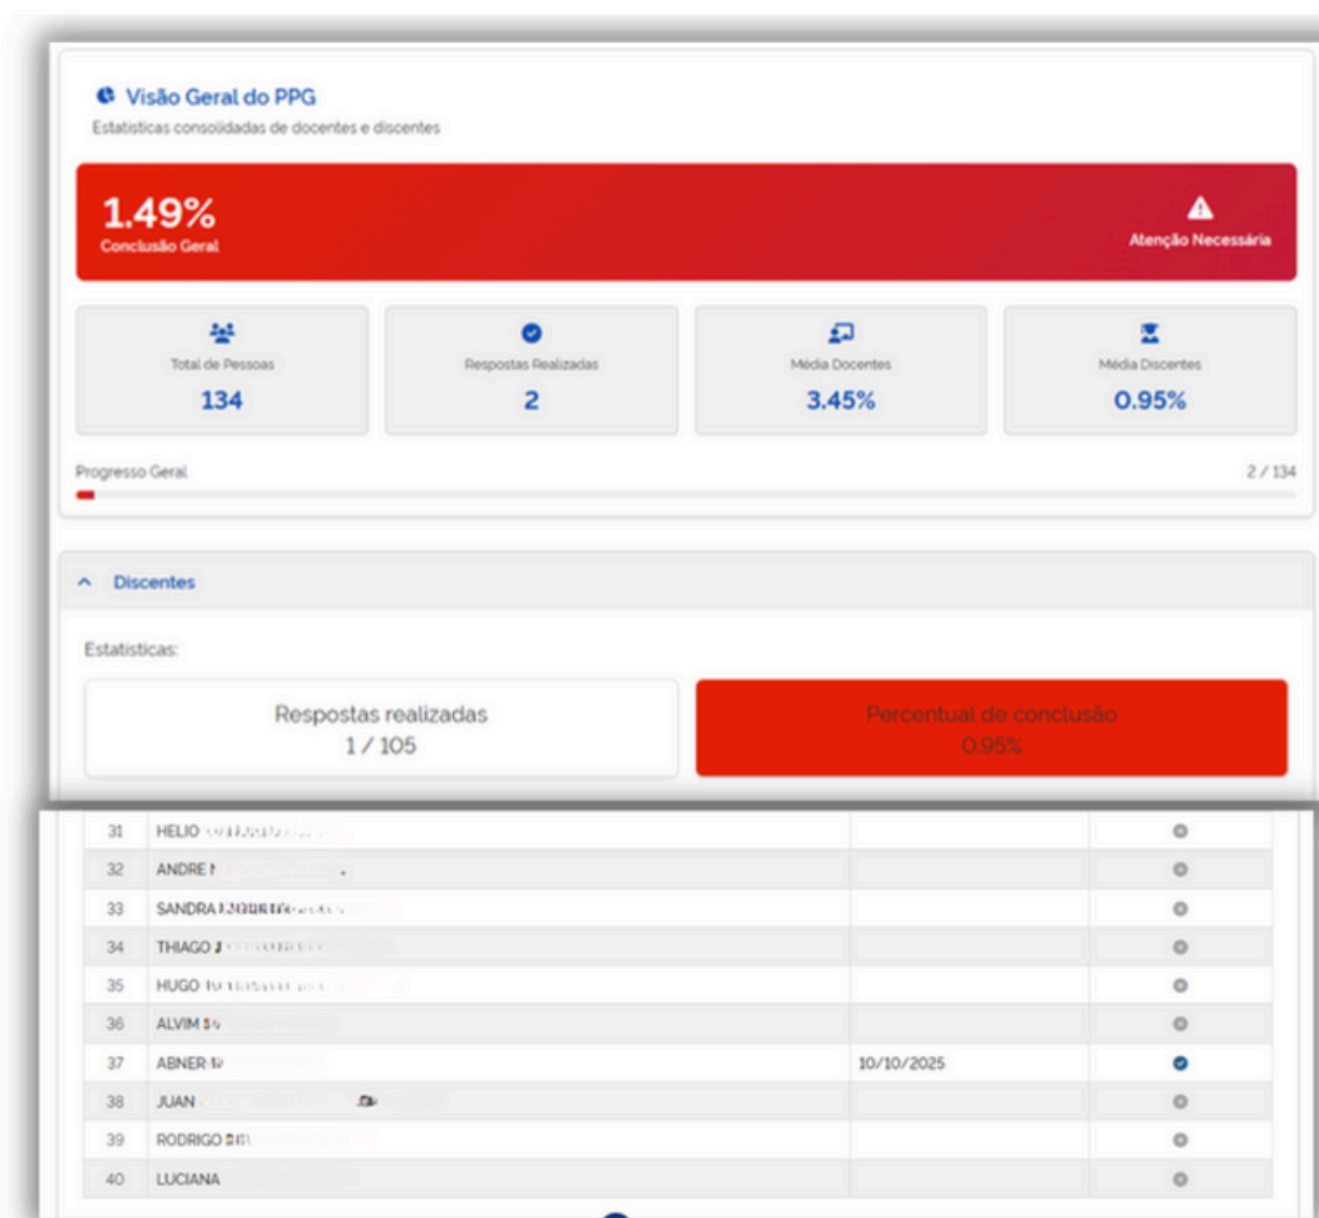 Visão Geral do PPG
Estatísticas consolidadas de docentes e discentes
1.49%
Conclusão Geral
Atenção Necessária
Total de Pessoas
134
Respostas Realizadas
2
Média Docentes
3.45%
Média Discentes
0.95%
Progresso Geral
2 / 134
Discentes
Estatísticas:
Respostas realizadas
1 / 105
Percentual de conclusão
0.95%
31 HELIO
32 ANDRE
33 SANDRA
34 THIAGO
35 HUGO
36 ALVIM
37 ABNER 10/10/2025
38 JUAN
39 RODRIGO
40 LUCIANA